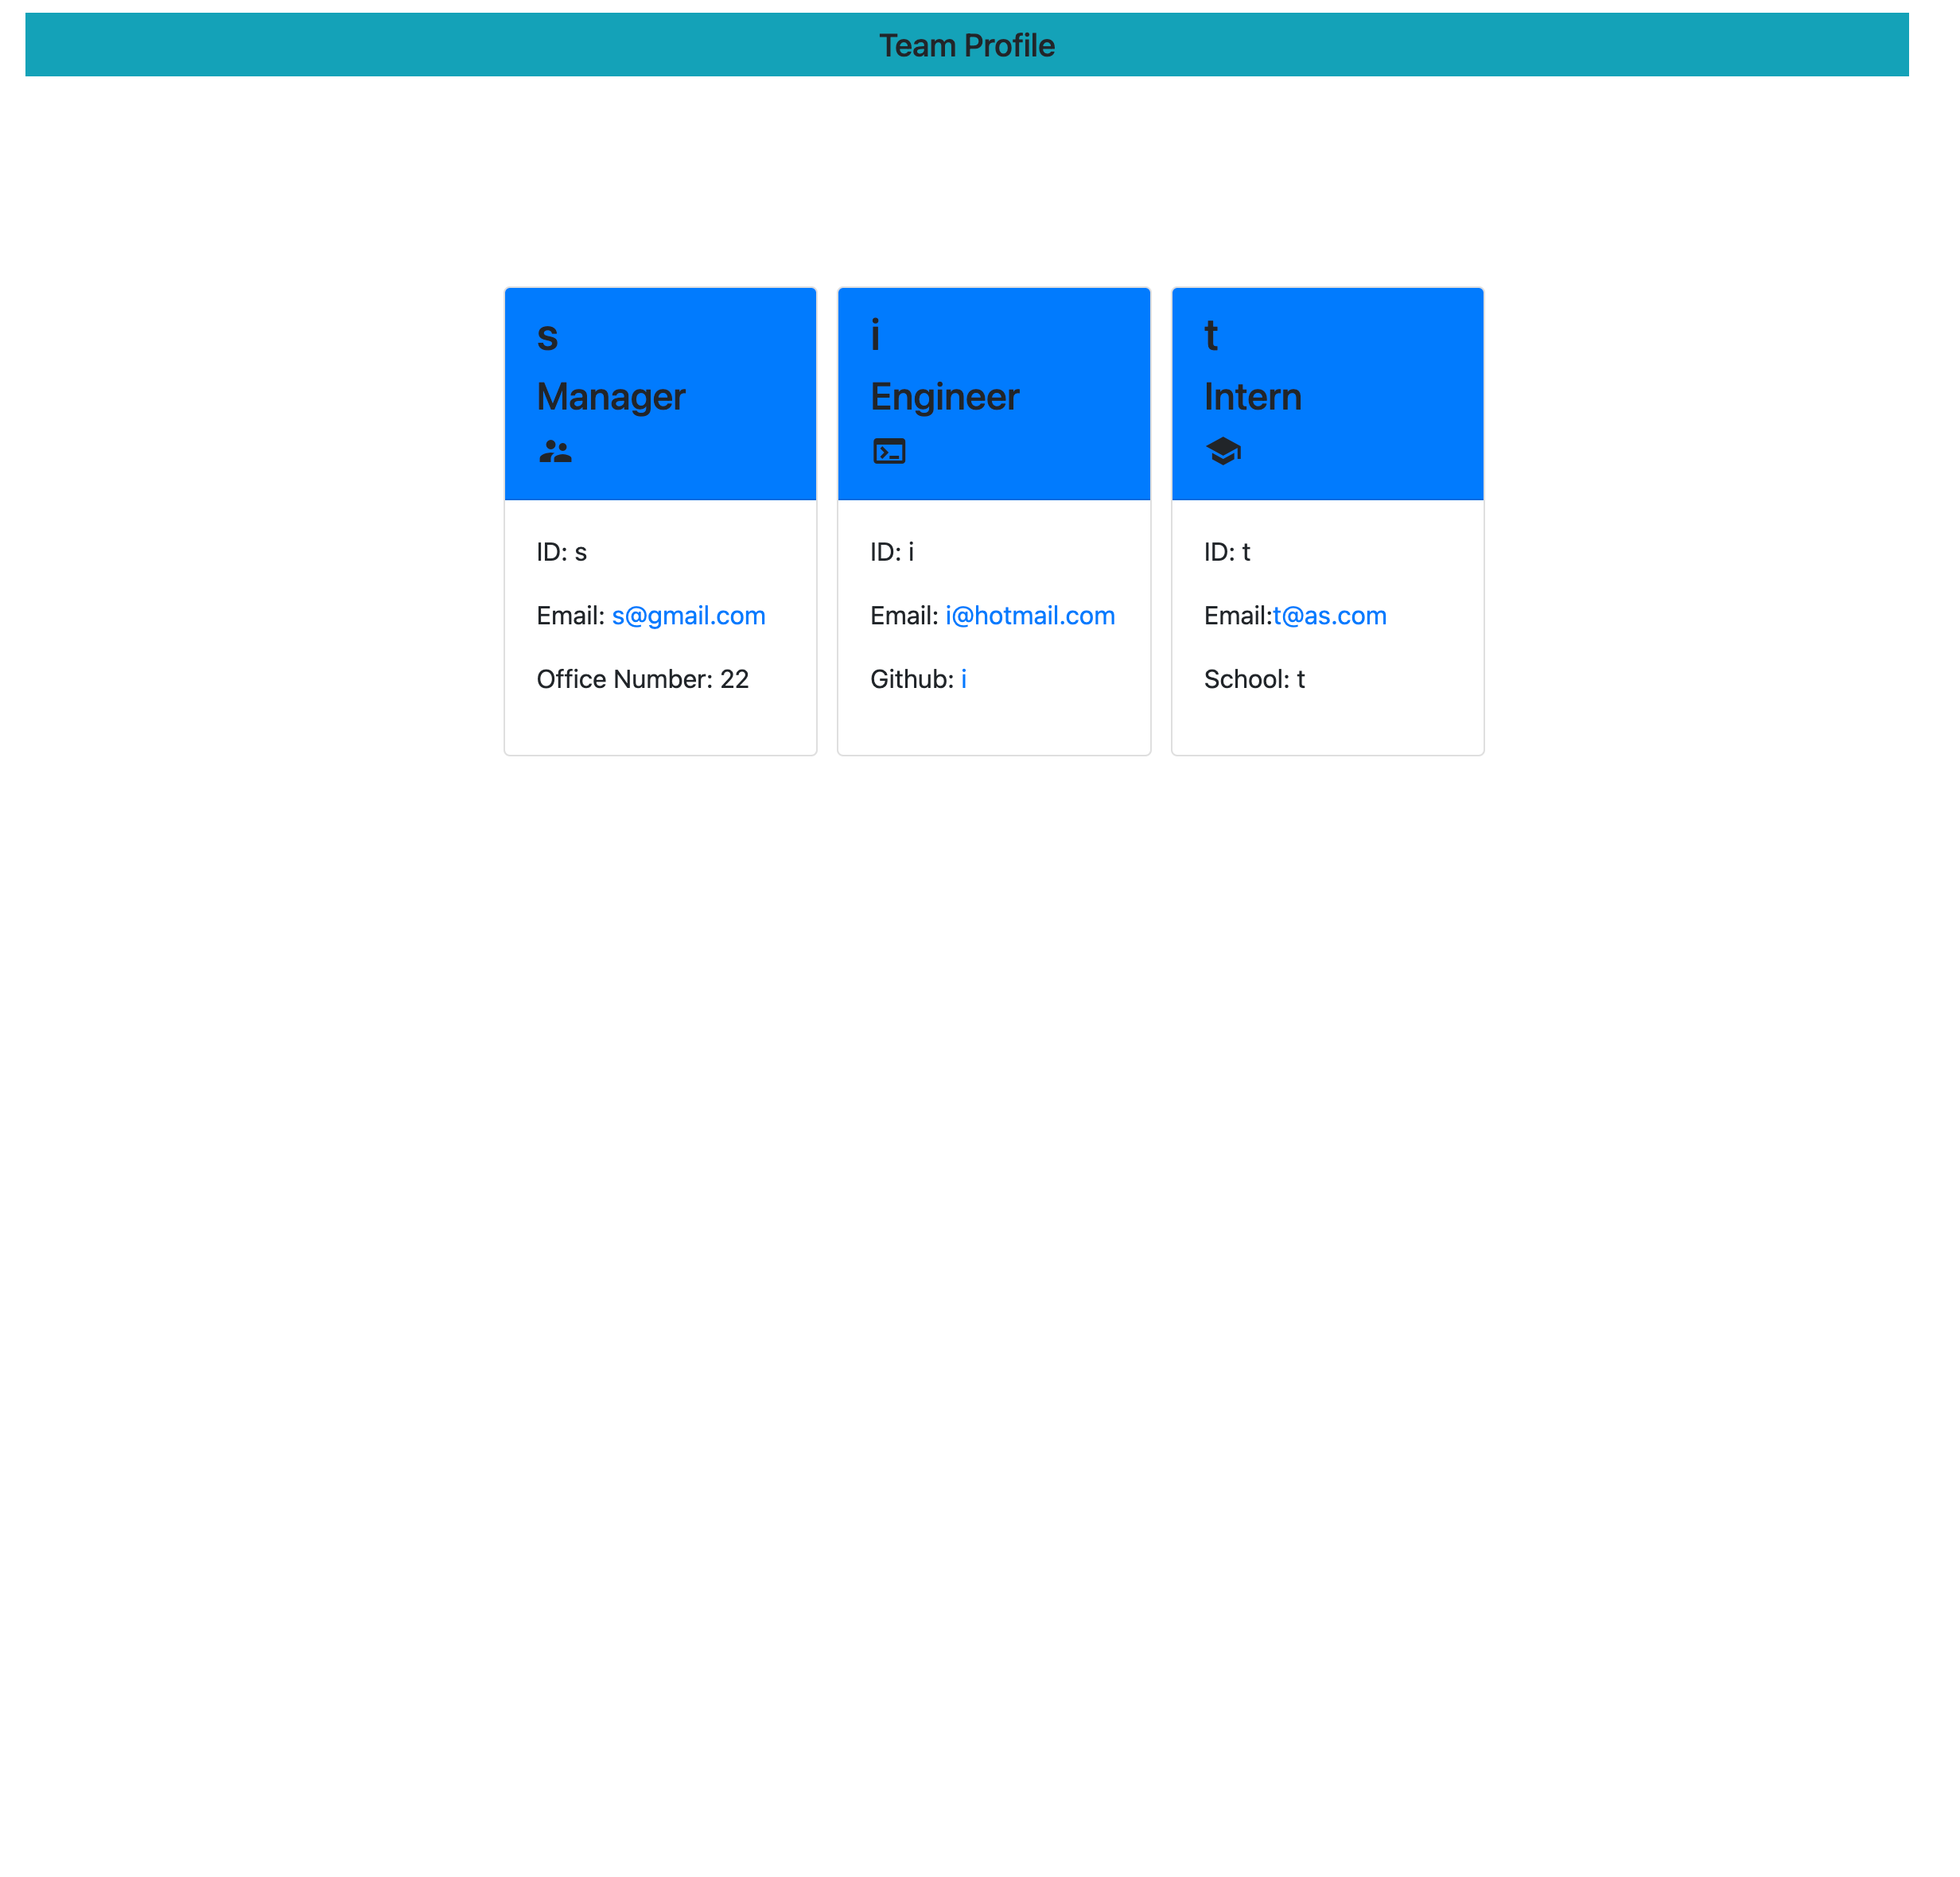 Team Profile
s
Manager
ID: s
Email: s@gmail.com
Office Number: 22
i
Engineer
ID: i
Email: i@hotmail.com
Github: i
t
Intern
ID: t
Email:t@as.com
School: t